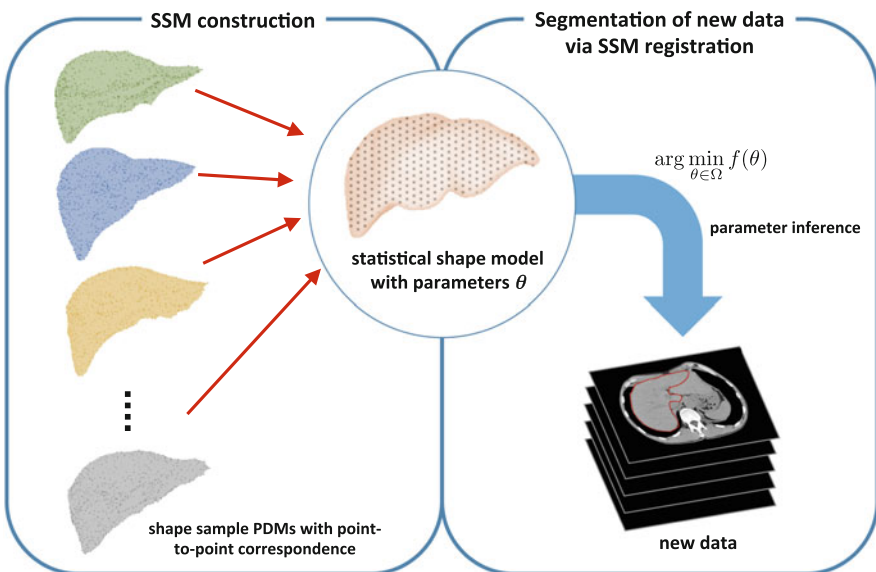 SSM construction
Segmentation of new data
via SSM registration
statistical shape model
with parameters θ
arg min f(θ)
θ∈Ω
parameter inference
shape sample PDMs with point-
to-point correspondence
new data